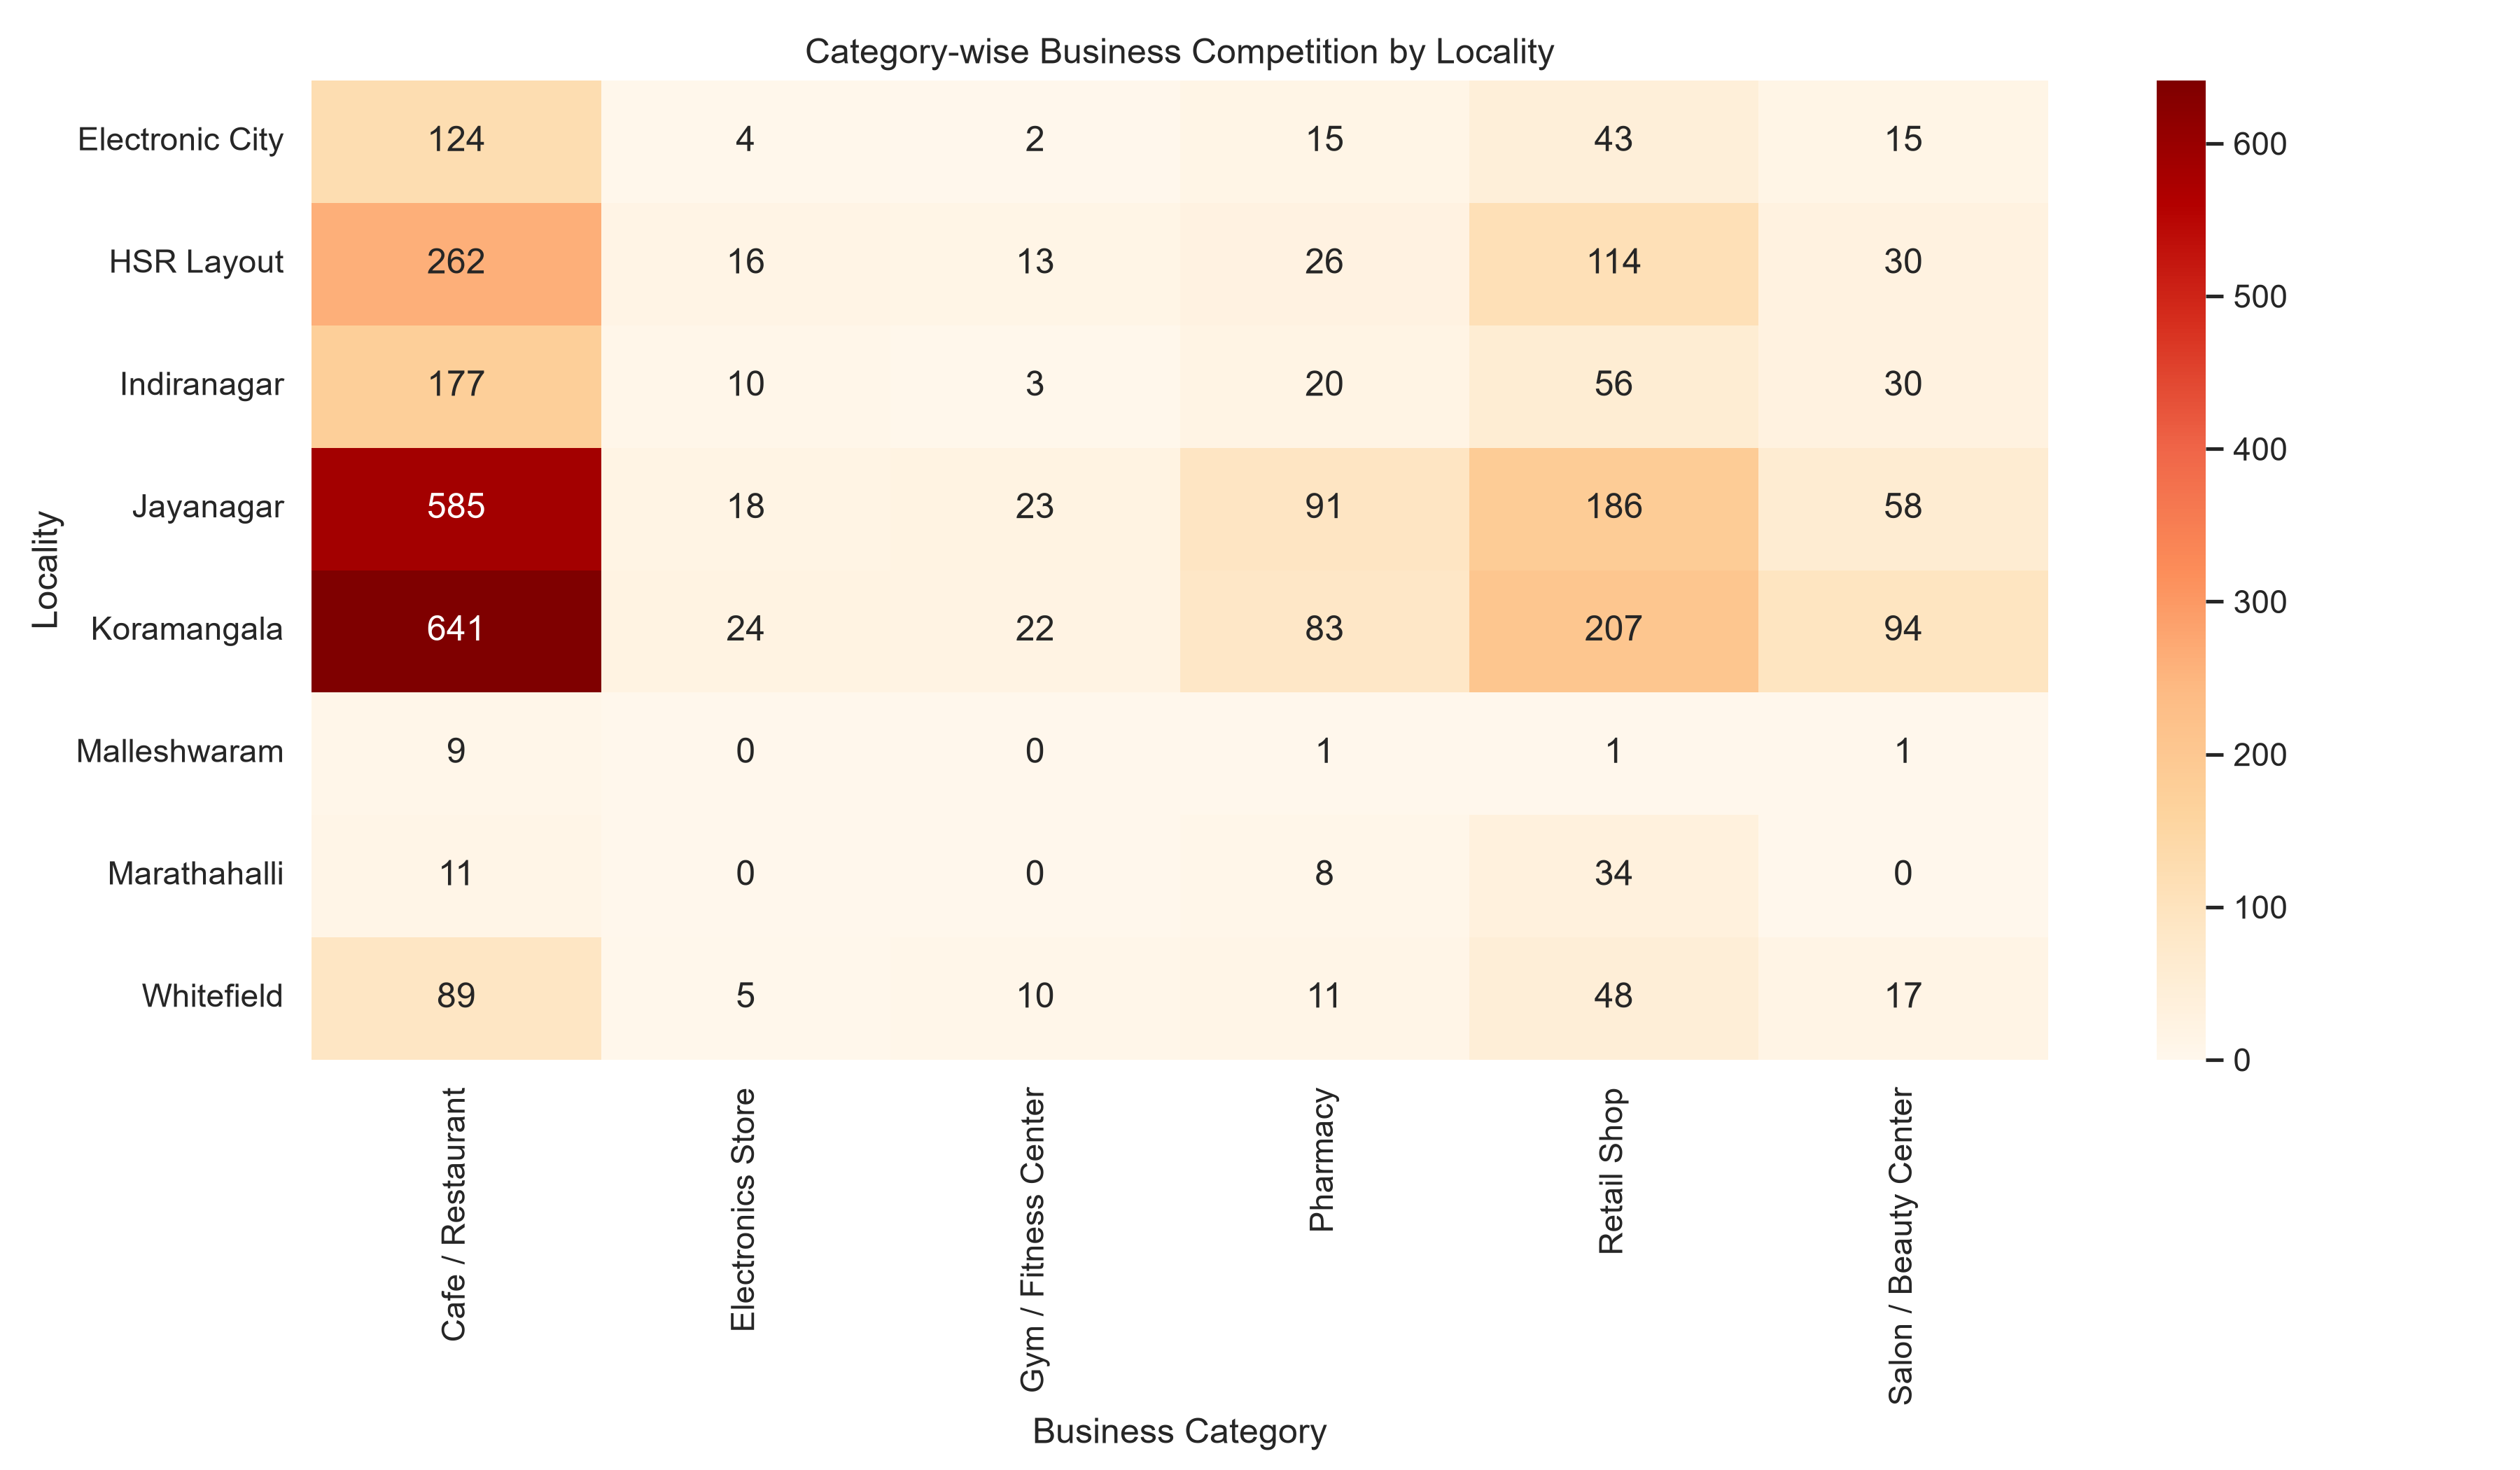 Category-wise Business Competition by Locality
Locality
Electronic City 124 4 2 15 43 15
HSR Layout 262 16 13 26 114 30
Indiranagar 177 10 3 20 56 30
Jayanagar 585 18 23 91 186 58
Koramangala 641 24 22 83 207 94
Malleshwaram 9 0 0 1 1 1
Marathahalli 11 0 0 8 34 0
Whitefield 89 5 10 11 48 17
Cafe / Restaurant
Electronics Store
Gym / Fitness Center
Pharmacy
Retail Shop
Salon / Beauty Center
Business Category
600
500
400
300
200
100
0